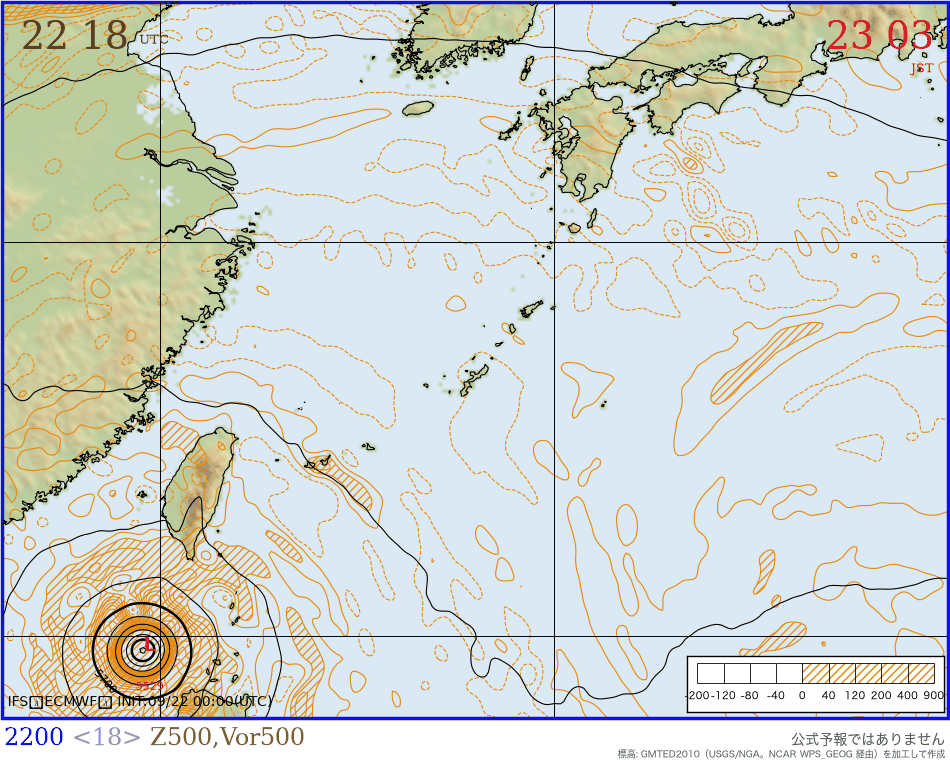 22 18 UTC
23 03
JST
L
IFS□ECMWF□ INIT:09/22 00:00(UTC)
-200 -120 -80 -40 0 40 120 200 400 900
2200 <18> Z500,Vor500
公式予報ではありません
標高: GMTED2010（USGS/NGA。NCAR WPS_GEOG 経由）を加工して作成